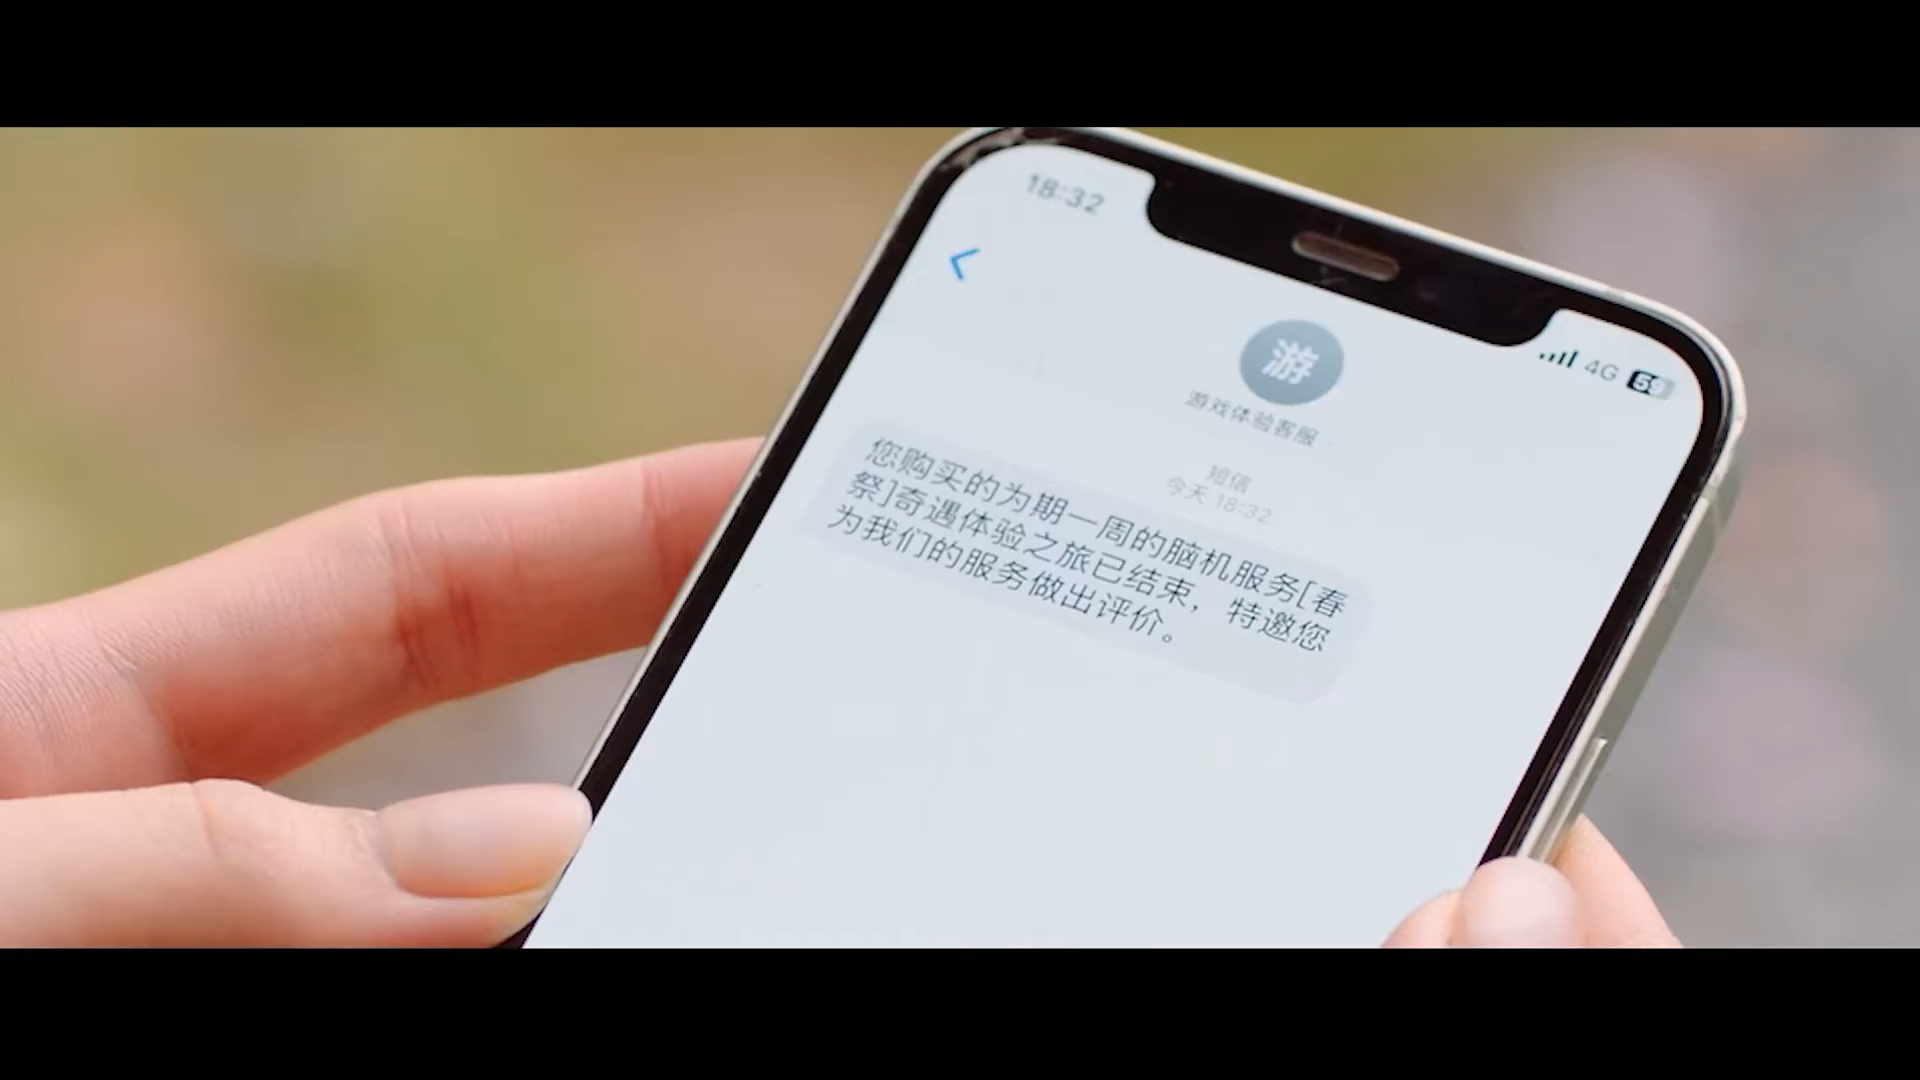 18:32
4G 59
游
游戏体验客服
短信
今天 18:32
您购买的为期一周的脑机服务[春
祭]奇遇体验之旅已结束，特邀您
为我们的服务做出评价。